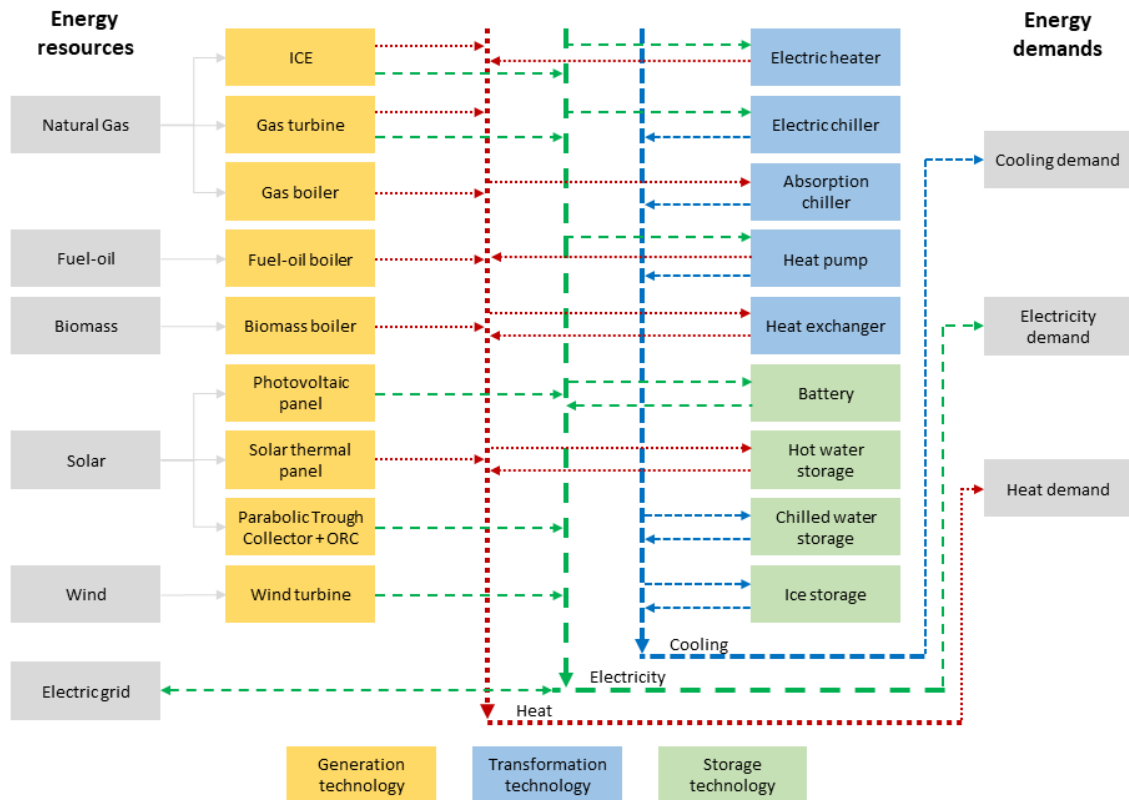 Energy
resources
Energy
demands
ICE
Electric heater
Natural Gas
Gas turbine
Electric chiller
Cooling demand
Gas boiler
Absorption
chiller
Fuel-oil
Fuel-oil boiler
Heat pump
Biomass
Biomass boiler
Heat exchanger
Electricity
demand
Photovoltaic
panel
Battery
Solar
Solar thermal
panel
Hot water
storage
Heat demand
Parabolic Trough
Collector + ORC
Chilled water
storage
Wind
Wind turbine
Ice storage
Cooling
Electric grid
Electricity
Heat
Generation
technology
Transformation
technology
Storage
technology